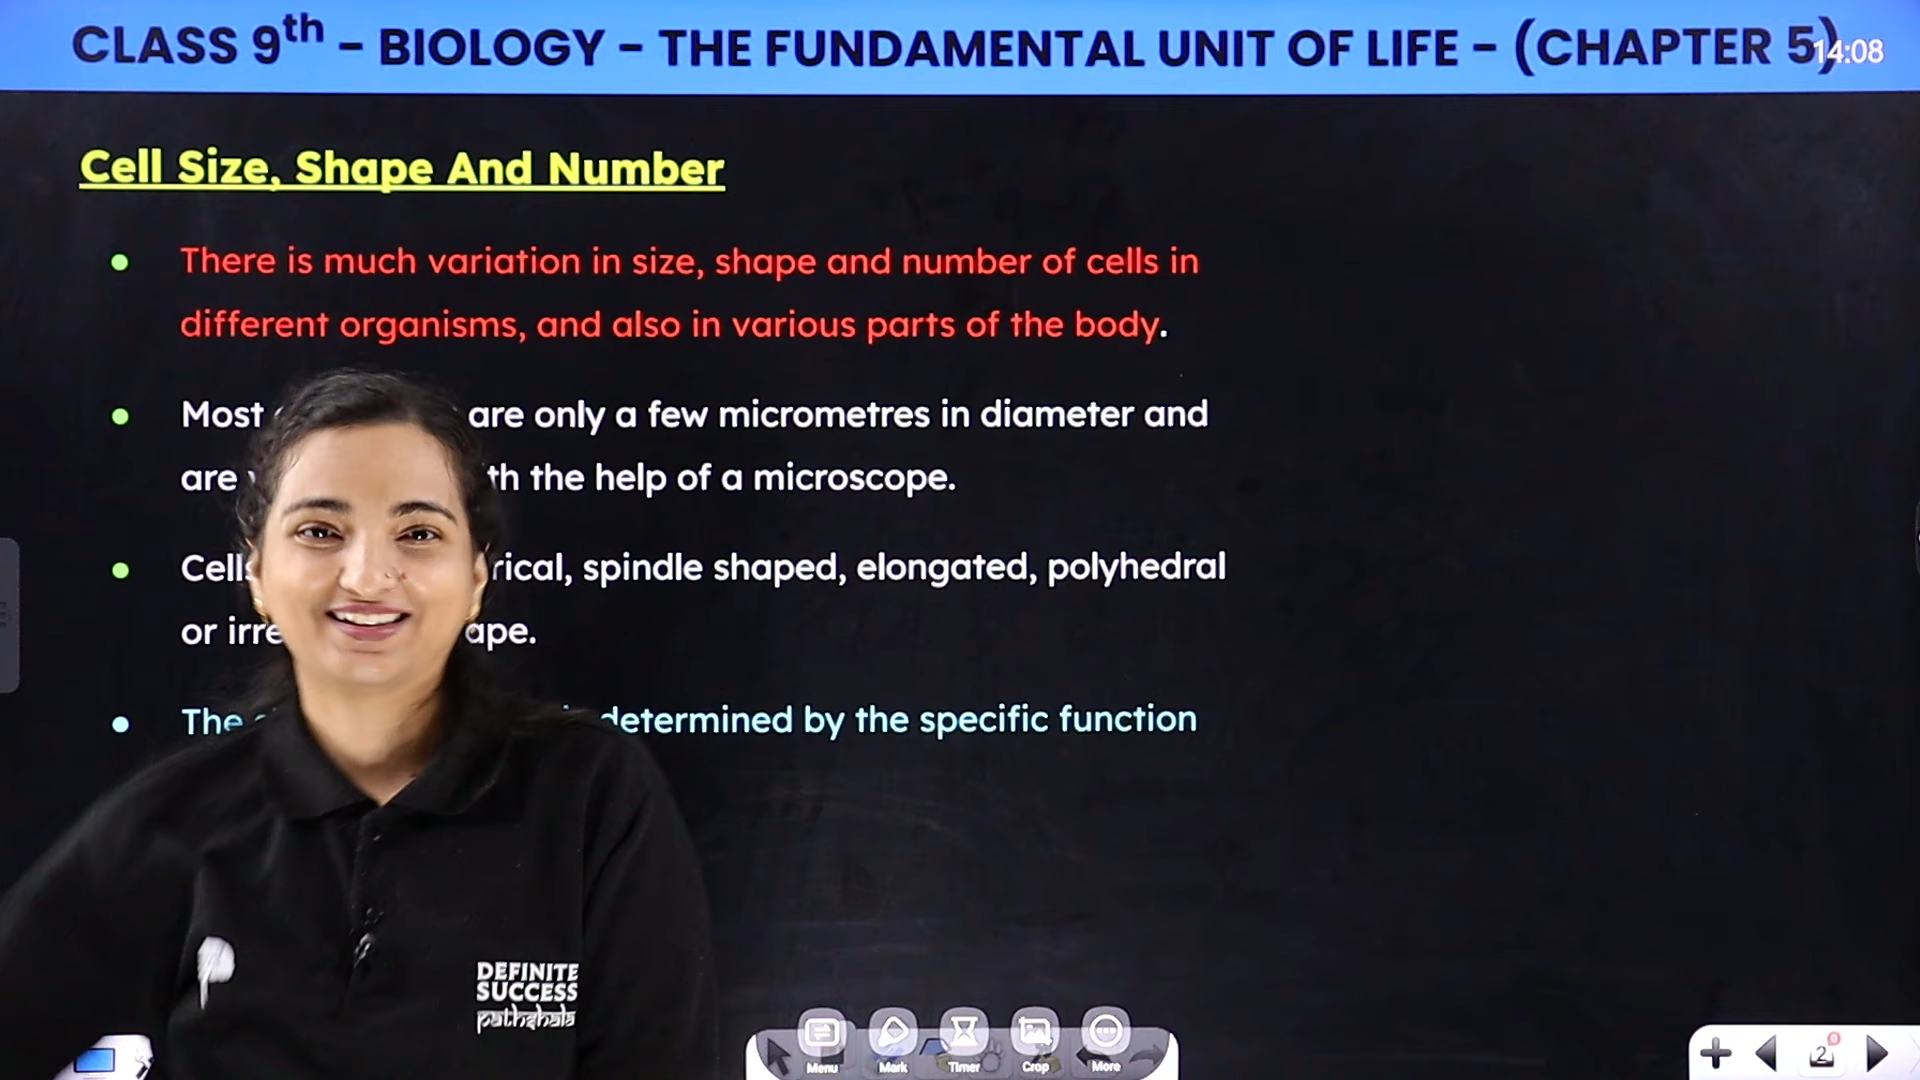 CLASS 9th - BIOLOGY - THE FUNDAMENTAL UNIT OF LIFE - (CHAPTER 5)
14:08
Cell Size, Shape And Number
There is much variation in size, shape and number of cells in
different organisms, and also in various parts of the body.
Most are only a few micrometres in diameter and
are th the help of a microscope.
Cells rical, spindle shaped, elongated, polyhedral
or irre ape.
The determined by the specific function
DEFINITE
SUCCESS
pathshala
Menu Mark Timer Crop More
2